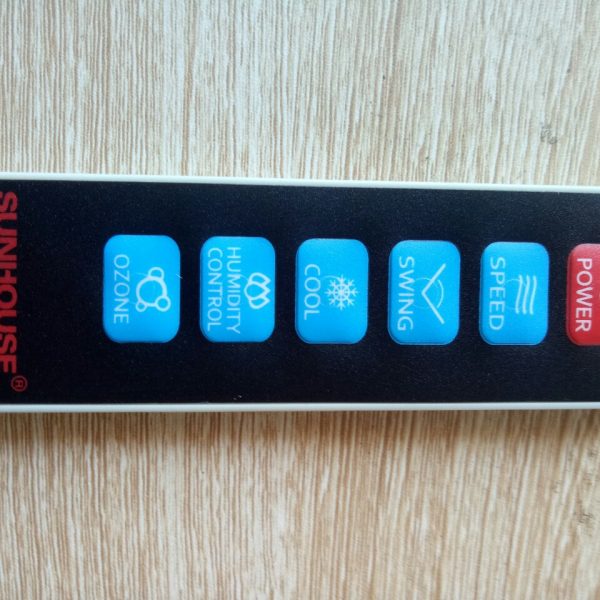 POWER
SPEED
SWING
COOL
HUMIDITY
CONTROL
OZONE
SUNHOUSE®